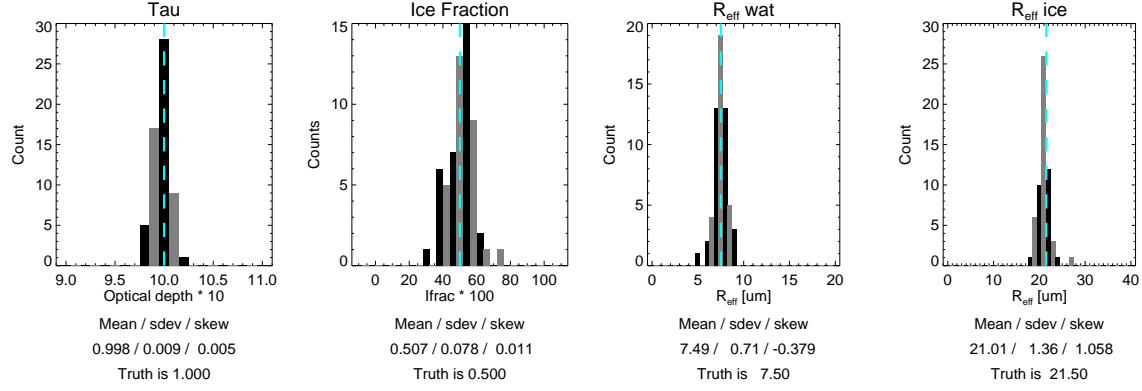 Tau
Count
30
25
20
15
10
5
0
9.0 9.5 10.0 10.5 11.0
Optical depth * 10
Mean / sdev / skew
0.998 / 0.009 / 0.005
Truth is 1.000
Ice Fraction
Counts
15
10
5
0
0 20 40 60 80 100
Ifrac * 100
Mean / sdev / skew
0.507 / 0.078 / 0.011
Truth is 0.500
R_eff wat
Count
20
15
10
5
0
0 5 10 15 20
R_eff [um]
Mean / sdev / skew
7.49 / 0.71 / -0.379
Truth is 7.50
R_eff ice
Count
30
25
20
15
10
5
0
0 10 20 30 40
R_eff [um]
Mean / sdev / skew
21.01 / 1.36 / 1.058
Truth is 21.50